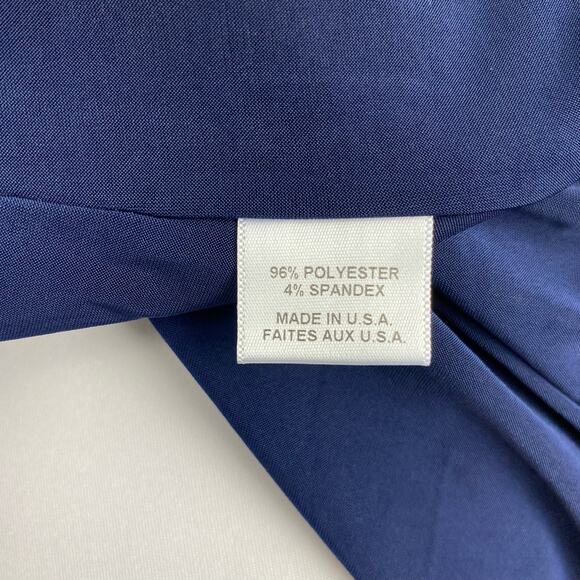 96% POLYESTER
4% SPANDEX
MADE IN U.S.A.
FAITES AUX U.S.A.